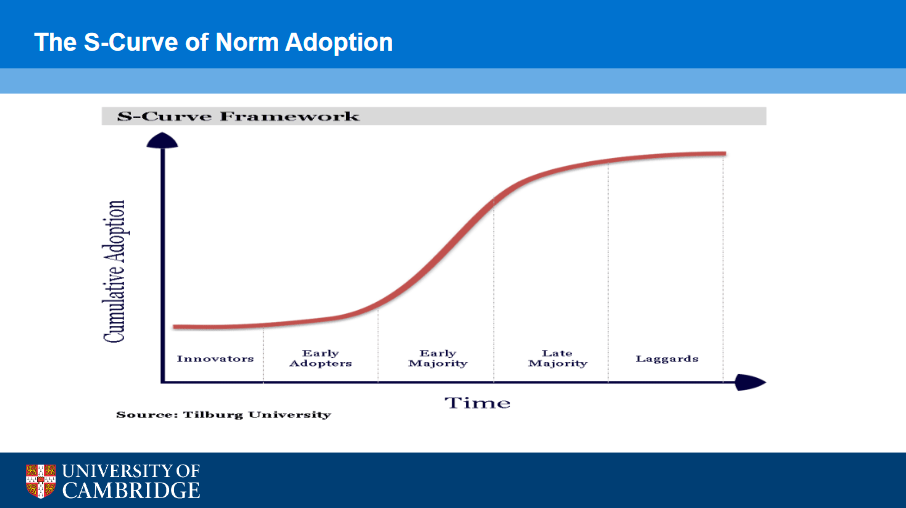 The S-Curve of Norm Adoption
S-Curve Framework
Cumulative Adoption
Innovators
Early
Adopters
Early
Majority
Late
Majority
Laggards
Time
Source: Tilburg University
UNIVERSITY OF
CAMBRIDGE